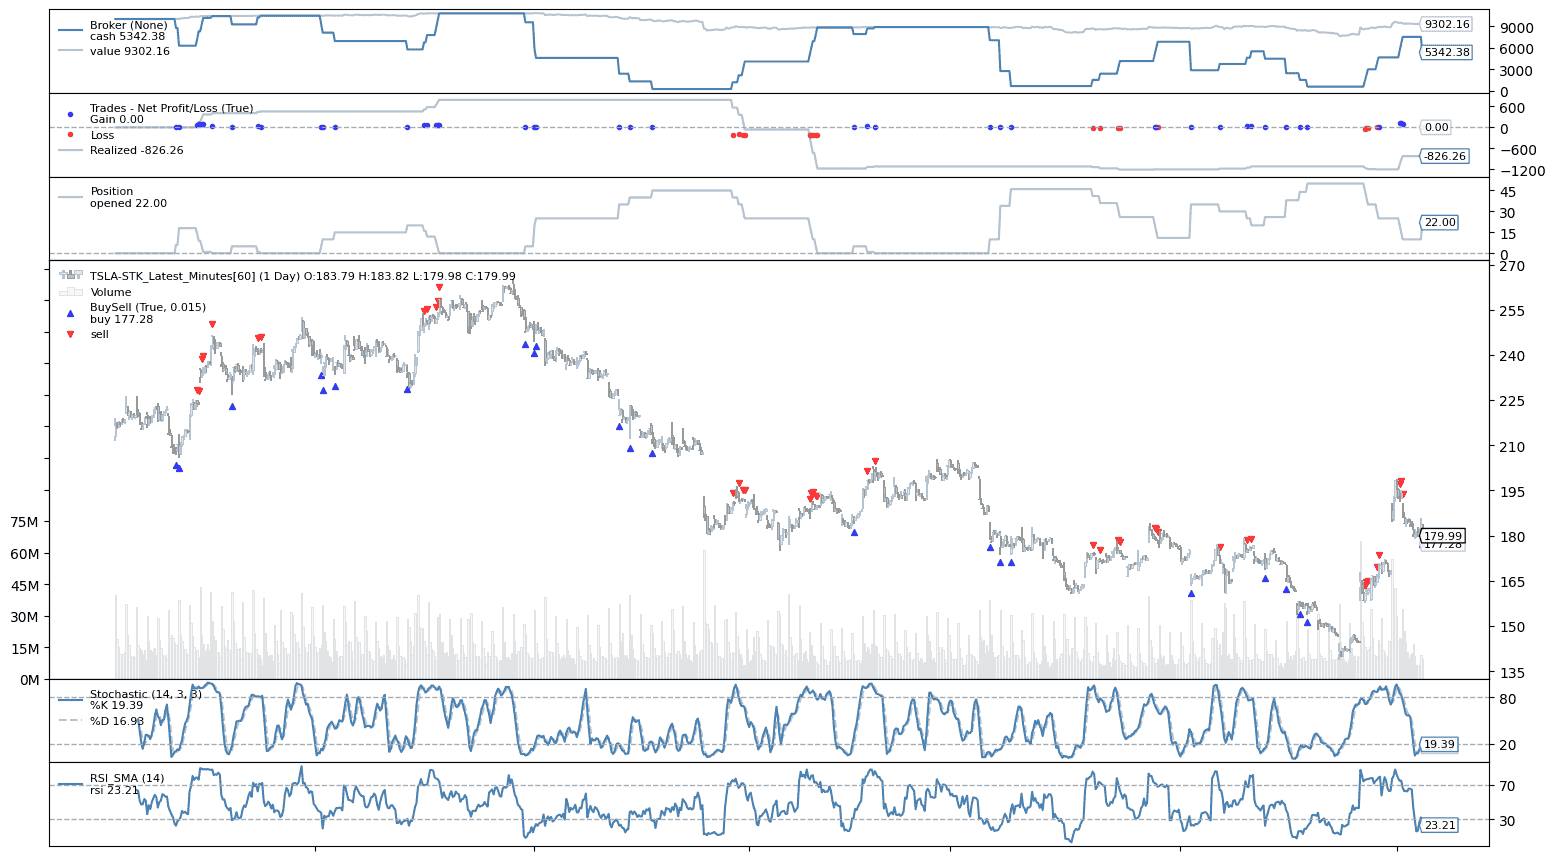 Broker (None)
cash 5342.38
value 9302.16
9302.16
5342.38
9000
6000
3000
0
Trades - Net Profit/Loss (True)
Gain 0.00
Loss
Realized -826.26
0.00
-826.26
600
0
−600
−1200
Position
opened 22.00
22.00
45
30
15
0
TSLA-STK_Latest_Minutes[60] (1 Day) O:183.79 H:183.82 L:179.98 C:179.99
Volume
BuySell (True, 0.015)
buy 177.28
sell
270
255
240
225
210
195
180
165
150
135
179.99
177.28
75M
60M
45M
30M
15M
0M
Stochastic (14, 3, 3)
%K 19.39
%D 16.93
19.39
80
20
RSI_SMA (14)
rsi 23.21
23.21
70
30